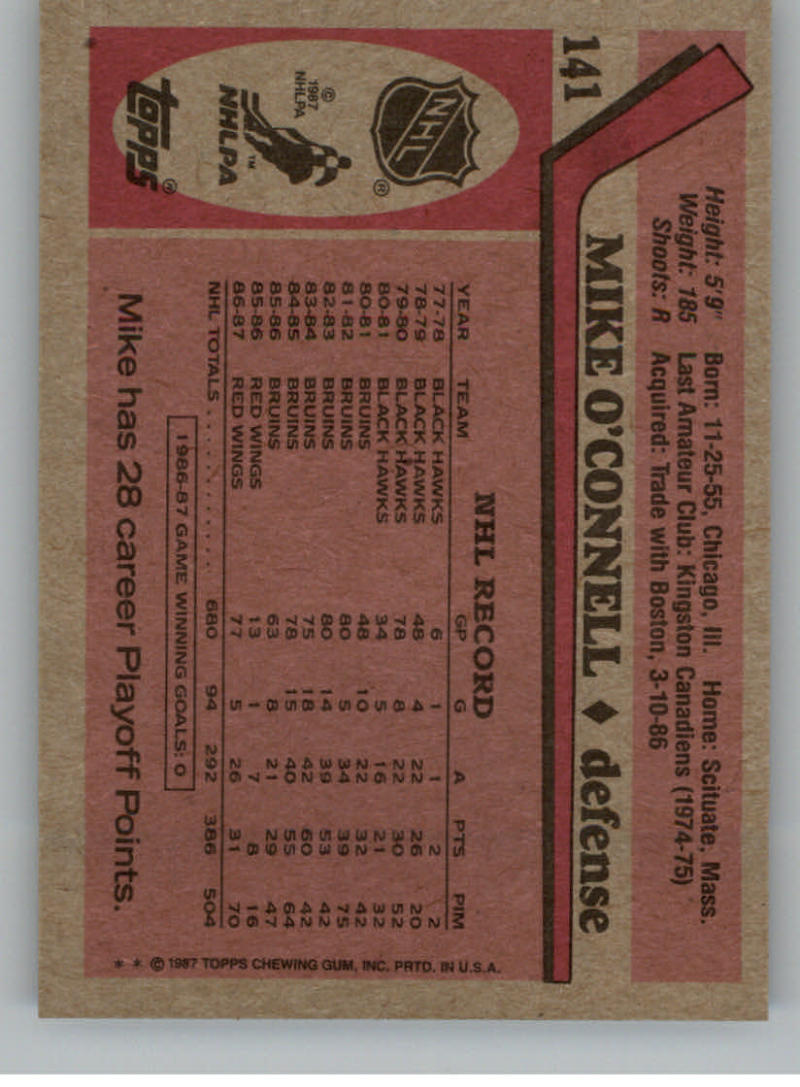 141
Height: 5'9" Born: 11-25-55, Chicago, Ill. Home: Scituate, Mass.
Weight: 185 Last Amateur Club: Kingston Canadiens (1974-75)
Shoots: R Acquired: Trade with Boston, 3-10-86
MIKE O'CONNELL ♦ defense
NHL ®
© 1987 NHLPA
NHLPA ™
topps ®
NHL RECORD
YEAR TEAM GP G A PTS PIM
77-78 BLACK HAWKS 6 1 1 2 2
78-79 BLACK HAWKS 48 4 22 26 20
79-80 BLACK HAWKS 78 8 22 30 52
80-81 BLACK HAWKS 34 5 16 21 32
80-81 BRUINS 48 10 22 32 42
81-82 BRUINS 80 5 34 39 75
82-83 BRUINS 80 14 39 53 42
83-84 BRUINS 75 18 42 60 42
84-85 BRUINS 78 15 40 55 64
85-86 BRUINS 63 8 21 29 47
85-86 RED WINGS 13 1 7 8 16
86-87 RED WINGS 77 5 26 31 70
NHL TOTALS . . . . . . . . . . . 680 94 292 386 504
1986-87 GAME WINNING GOALS: 0
Mike has 28 career Playoff Points.
* * © 1987 TOPPS CHEWING GUM, INC. PRTD. IN U.S.A.